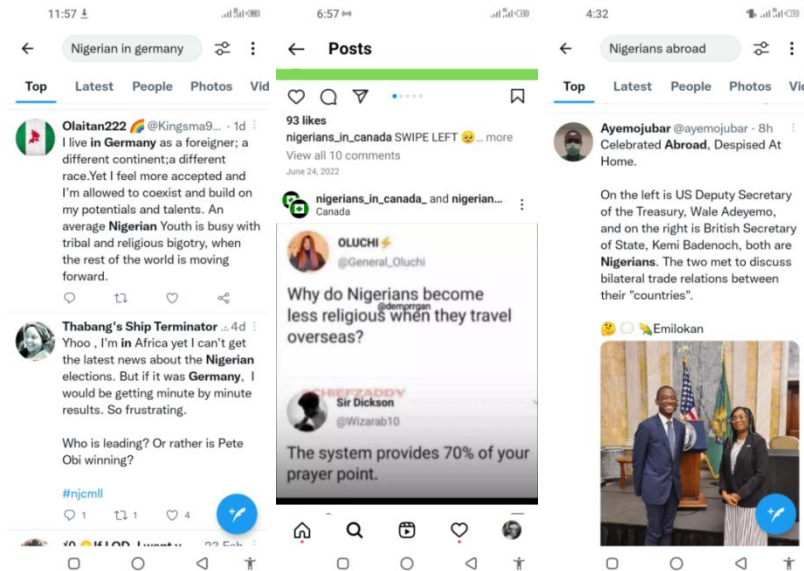 11:57
Nigerian in germany
Top Latest People Photos Vid
Olaitan222 @Kingsma9... · 1d
I live in Germany as a foreigner; a
different continent;a different
race.Yet I feel more accepted and
I'm allowed to coexist and build on
my potentials and talents. An
average Nigerian Youth is busy with
tribal and religious bigotry, when
the rest of the world is moving
forward.
Thabang's Ship Terminator ... 4d
Yhoo , I'm in Africa yet I can't get
the latest news about the Nigerian
elections. But if it was Germany, I
would be getting minute by minute
results. So frustrating.
Who is leading? Or rather is Pete
Obi winning?
#njcmll
1 1 4
6:57
Posts
93 likes
nigerians_in_canada SWIPE LEFT 🥺... more
View all 10 comments
June 24, 2022
nigerians_in_canada_ and nigerian...
Canada
OLUCHI⚡
@General_Oluchi
Why do Nigerians become
less religious when they travel
overseas?
CHIEFZADDY
Sir Dickson
@Wizarab10
The system provides 70% of your
prayer point.
4:32
Nigerians abroad
Top Latest People Photos Vi
Ayemojubar @ayemojubar · 8h
Celebrated Abroad, Despised At
Home.
On the left is US Deputy Secretary
of the Treasury, Wale Adeyemo,
and on the right is British Secretary
of State, Kemi Badenoch, both are
Nigerians. The two met to discuss
bilateral trade relations between
their "countries".
Emilokan